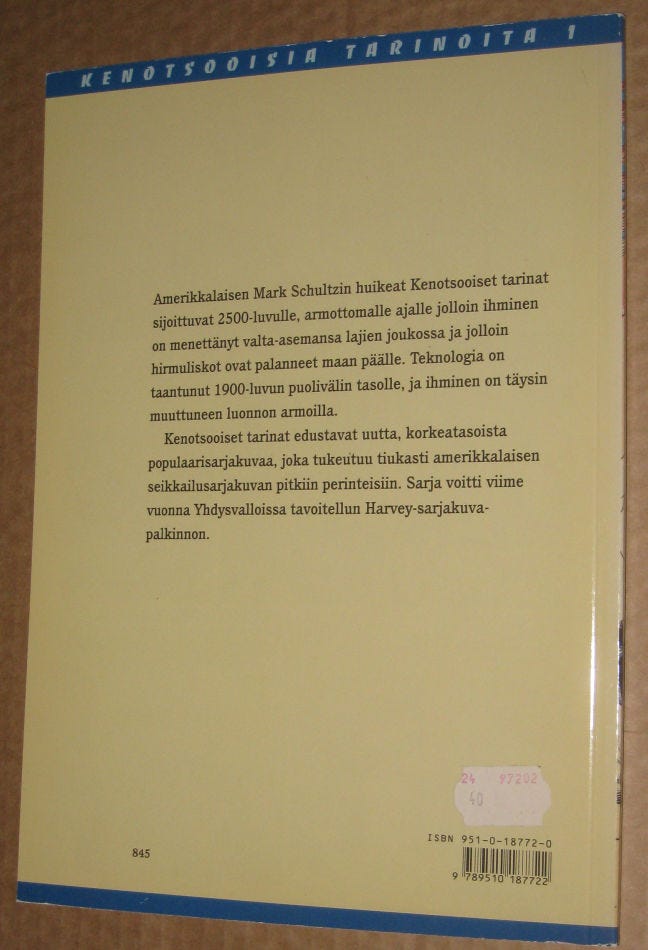 KENOTSOOISIA TARINOITA 1
Amerikkalaisen Mark Schultzin huikeat Kenotsooiset tarinat
sijoittuvat 2500-luvulle, armottomalle ajalle jolloin ihminen
on menettänyt valta-asemansa lajien joukossa ja jolloin
hirmuliskot ovat palanneet maan päälle. Teknologia on
taantunut 1900-luvun puolivälin tasolle, ja ihminen on täysin
muuttuneen luonnon armoilla.
Kenotsooiset tarinat edustavat uutta, korkeatasoista
populaarisarjakuvaa, joka tukeutuu tiukasti amerikkalaisen
seikkailusarjakuvan pitkiin perinteisiin. Sarja voitti viime
vuonna Yhdysvalloissa tavoitellun Harvey-sarjakuva-
palkinnon.
24 97202
40
ISBN 951-0-18772-0
845
9 789510 187722